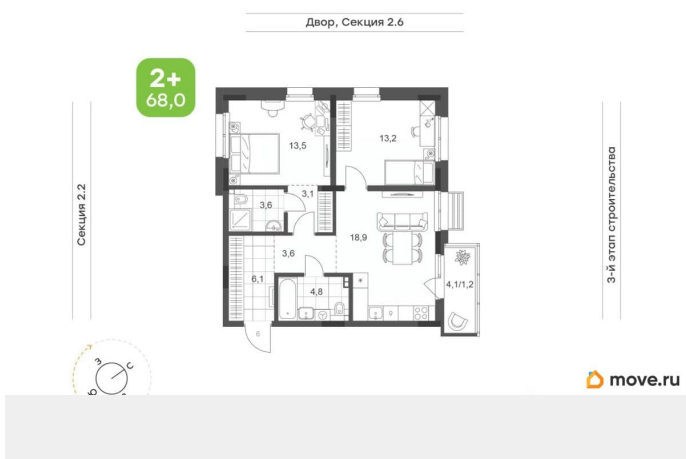 Двор, Секция 2.6
2+
68,0
Секция 2.2
3-й этап строительства
13,5
13,2
3,1
3,6
18,9
3,6
6,1
4,8
4,1/1,2
б
З
С
move.ru